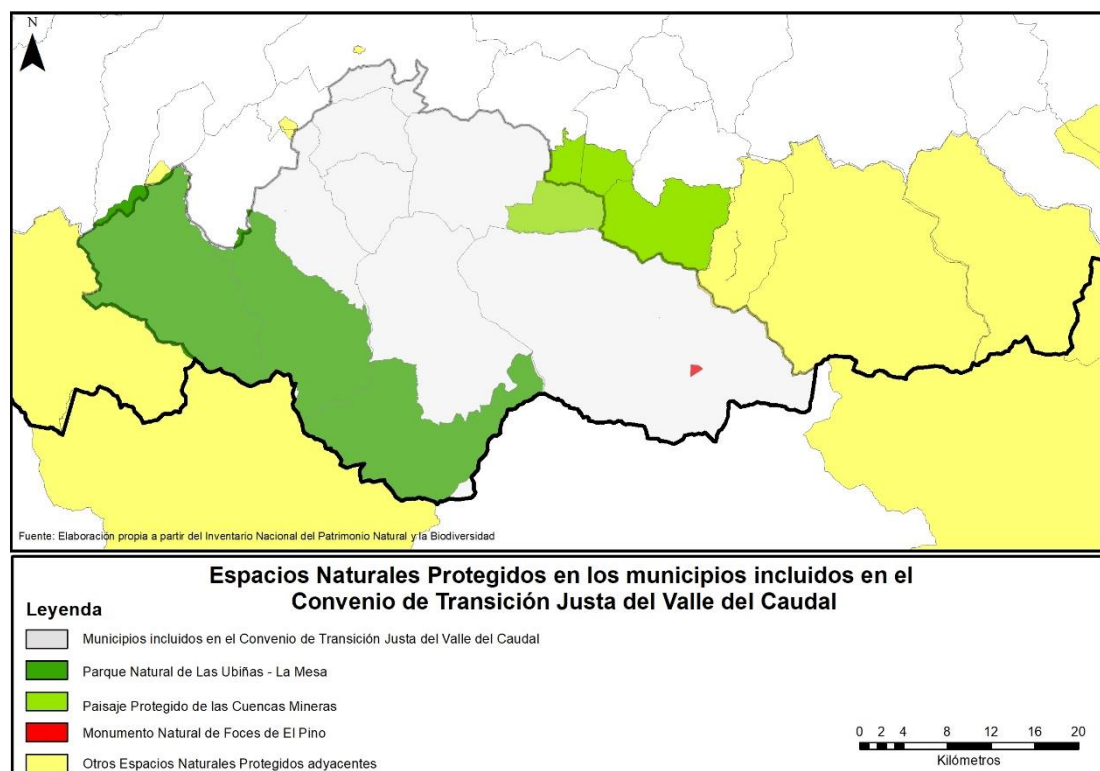 N
Fuente: Elaboración propia a partir del Inventario Nacional del Patrimonio Natural y la Biodiversidad
Espacios Naturales Protegidos en los municipios incluidos en el
Convenio de Transición Justa del Valle del Caudal
Leyenda
Municipios incluidos en el Convenio de Transición Justa del Valle del Caudal
Parque Natural de Las Ubiñas - La Mesa
Paisaje Protegido de las Cuencas Mineras
Monumento Natural de Foces de El Pino
Otros Espacios Naturales Protegidos adyacentes
0 2 4 8 12 16 20
Kilómetros